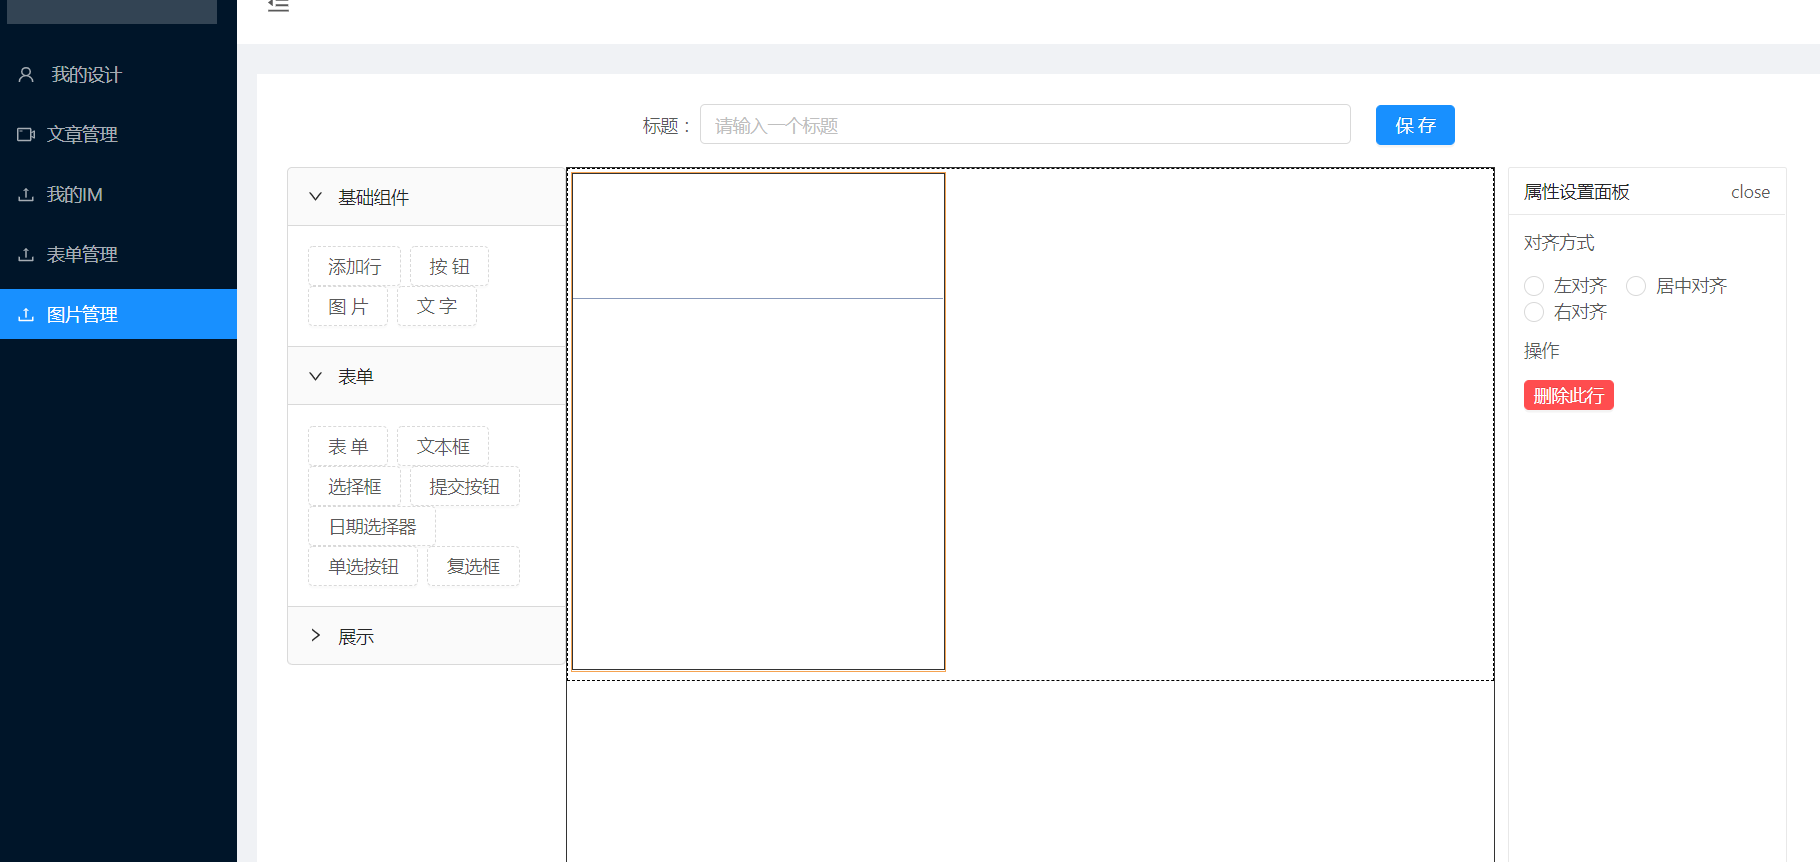 我的设计
文章管理
我的IM
表单管理
图片管理
标题：
请输入一个标题
保 存
基础组件
添加行
按 钮
图 片
文 字
表单
表 单
文本框
选择框
提交按钮
日期选择器
单选按钮
复选框
展示
属性设置面板
close
对齐方式
左对齐
居中对齐
右对齐
操作
删除此行